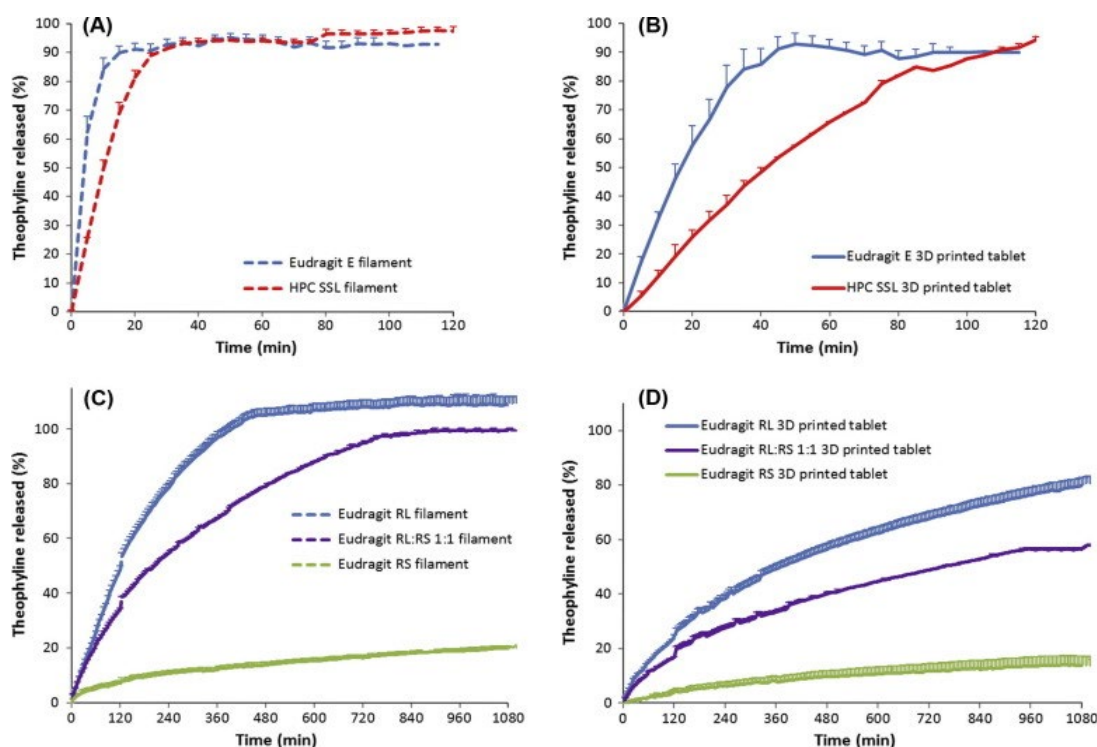 (A)
Theophyline released (%)
100
90
80
70
60
50
40
30
20
10
0
Eudragit E filament
HPC SSL filament
0 20 40 60 80 100 120
Time (min)
(B)
Theophyline released (%)
100
90
80
70
60
50
40
30
20
10
0
Eudragit E 3D printed tablet
HPC SSL 3D printed tablet
0 20 40 60 80 100 120
Time (min)
(C)
Theophyline released (%)
100
80
60
40
20
0
Eudragit RL filament
Eudragit RL:RS 1:1 filament
Eudragit RS filament
0 120 240 360 480 600 720 840 960 1080
Time (min)
(D)
Theophyline released (%)
100
80
60
40
20
0
Eudragit RL 3D printed tablet
Eudragit RL:RS 1:1 3D printed tablet
Eudragit RS 3D printed tablet
0 120 240 360 480 600 720 840 960 1080
Time (min)